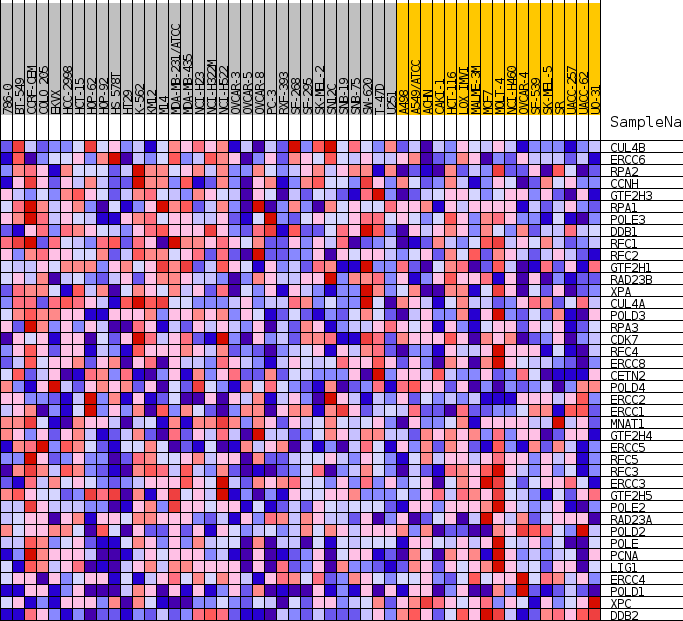 786-0
BT-549
CCRF-CEM
COLO 205
EKVX
HCC-2998
HCT-15
HOP-62
HOP-92
HS 578T
HT29
K-562
KM12
M14
MDA-MB-231/ATCC
MDA-MB-435
NCI-H23
NCI-H322M
NCI-H522
OVCAR-3
OVCAR-5
OVCAR-8
PC-3
RXF-393
SF-268
SF-295
SK-MEL-2
SN12C
SNB-19
SNB-75
SW-620
T-47D
U251
A498
A549/ATCC
ACHN
CAKI-1
HCT-116
LOX IMVI
MALME-3M
MCF7
MOLT-4
NCI-H460
OVCAR-4
SF-539
SK-MEL-5
SR
UACC-257
UACC-62
UO-31
SampleNa
CUL4B
ERCC6
RPA2
CCNH
GTF2H3
RPA1
POLE3
DDB1
RFC1
RFC2
GTF2H1
RAD23B
XPA
CUL4A
POLD3
RPA3
CDK7
RFC4
ERCC8
CETN2
POLD4
ERCC2
ERCC1
MNAT1
GTF2H4
ERCC5
RFC5
RFC3
ERCC3
GTF2H5
POLE2
RAD23A
POLD2
POLE
PCNA
LIG1
ERCC4
POLD1
XPC
DDB2